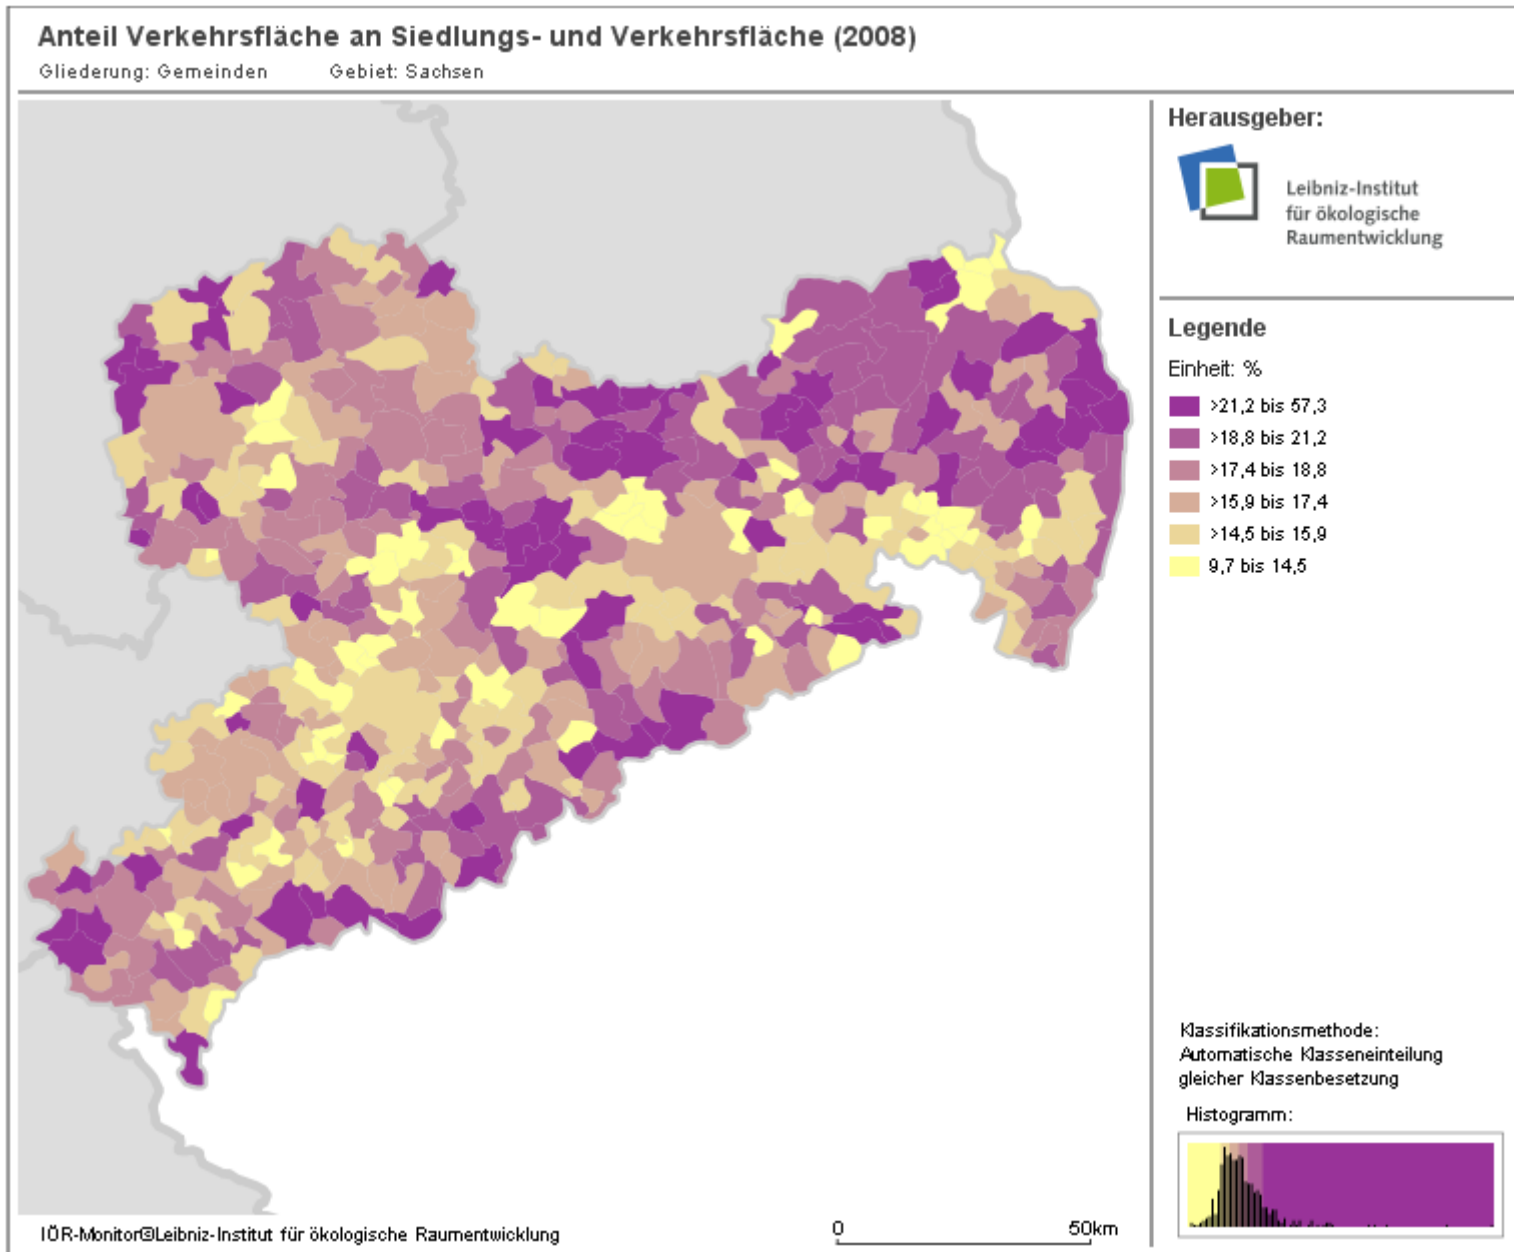 Anteil Verkehrsfläche an Siedlungs- und Verkehrsfläche (2008)
Gliederung: Gemeinden Gebiet: Sachsen
Herausgeber:
Leibniz-Institut
für ökologische
Raumentwicklung
Legende
Einheit: %
>21,2 bis 57,3
>18,8 bis 21,2
>17,4 bis 18,8
>15,9 bis 17,4
>14,5 bis 15,9
9,7 bis 14,5
Klassifikationsmethode:
Automatische Klasseneinteilung
gleicher Klassenbesetzung
Histogramm:
IÖR-Monitor©Leibniz-Institut für ökologische Raumentwicklung
0 50km